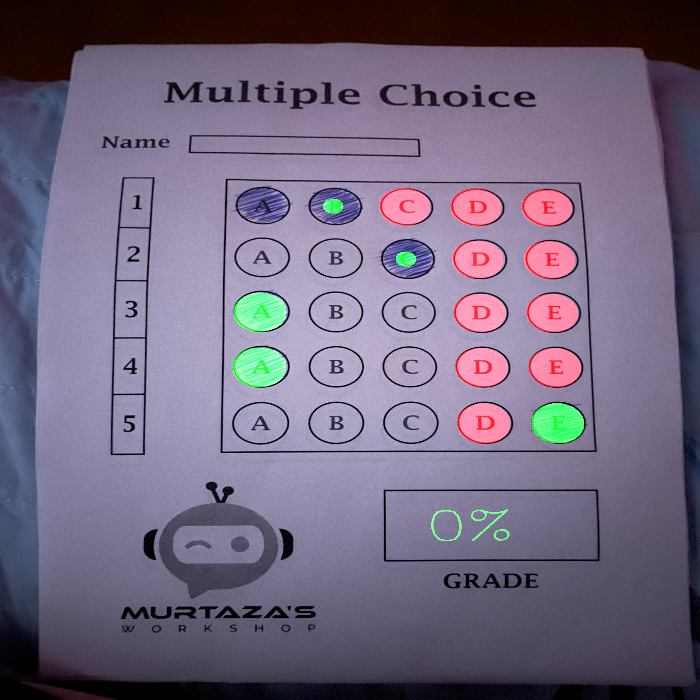 Multiple Choice
Name
1 A C D E
2 A B D E
3 A B C D E
4 A B C D E
5 A B C D E
0%
GRADE
MURTAZA'S
WORKSHOP